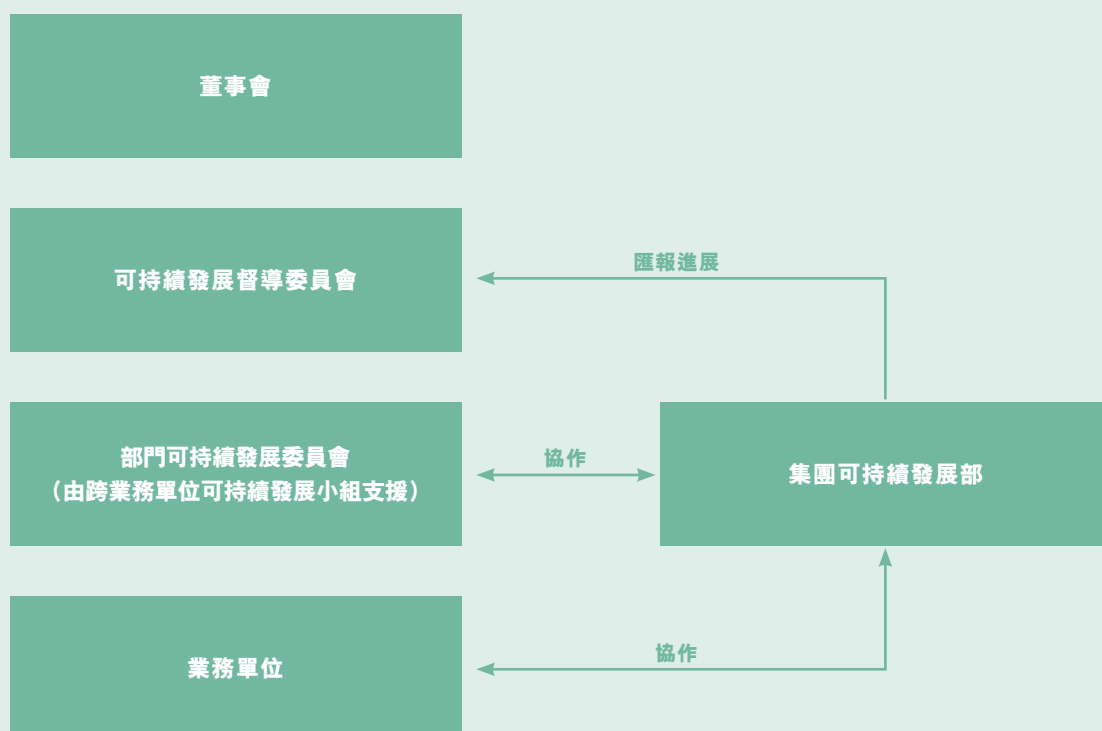 董事會
可持續發展督導委員會
匯報進展
部門可持續發展委員會
（由跨業務單位可持續發展小組支援）
協作
集團可持續發展部
業務單位
協作